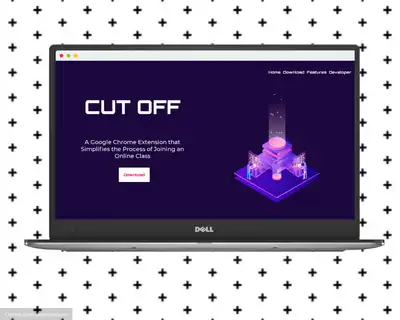 Home Download Features Developer
CUT OFF
A Google Chrome Extension that
Simplifies the Process of Joining an
Online Class
Download
DELL